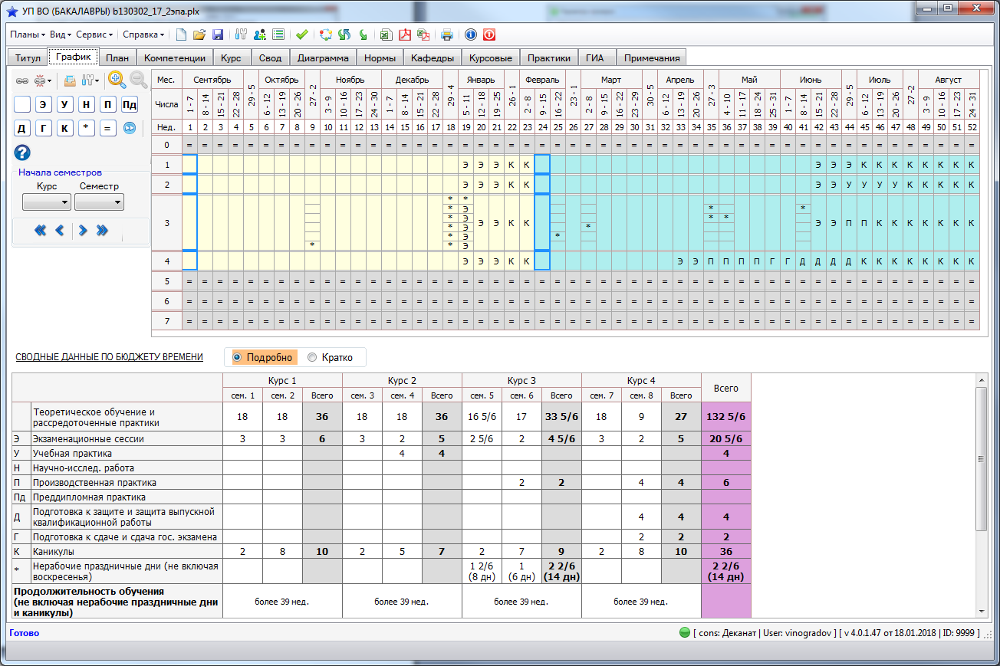 УП ВО (БАКАЛАВРЫ) b130302_17_2эпа.plx
Планы Вид Сервис Справка
Титул График План Компетенции Курс Свод Диаграмма Нормы Кафедры Курсовые Практики ГИА Примечания
Мес. Сентябрь 29 - 5 Октябрь 27 - 2 Ноябрь Декабрь 29 - 4 Январь 26 - 1 Февраль 23 - 1 Март 30 - 5 Апрель 27 - 3 Май Июнь 29 - 5 Июль 27 -2 Август
Числа 1 - 7 8 - 14 15 - 21 22 - 28 6 - 12 13 - 19 20 - 26 3 - 9 10 - 16 17 - 23 24 - 30 1 - 7 8 - 14 15 - 21 22 - 28 5 - 11 12 - 18 19 - 25 2 - 8 9 - 15 16 - 22 2 - 8 9 - 15 16 - 22 23 - 29 6 - 12 13 - 19 20 - 26 4 - 10 11 - 17 18 - 24 25 - 31 1 - 7 8 - 14 15 - 21 22 - 28 6 - 12 13 - 19 20 - 26 3 - 9 10 - 16 17 - 23 24 - 31
Нед. 1 2 3 4 5 6 7 8 9 10 11 12 13 14 15 16 17 18 19 20 21 22 23 24 25 26 27 28 29 30 31 32 33 34 35 36 37 38 39 40 41 42 43 44 45 46 47 48 49 50 51 52
Э У Н П Пд
Д Г К * =
?
Начала семестров
Курс Семестр
0 = = = = = = = = = = = = = = = = = = = = = = = = = = = = = = = = = = = = = = = = = = = = = = = = = = = =
1 Э Э Э К К Э Э Э К К К К К К К К
2 Э Э Э К К Э Э У У У У К К К К К
* *
* Э * *
* Э * * *
3 * Э Э Э К К * Э Э П П К К К К К К К
* Э *
* * Э
4 Э Э Э К К Э Э П П П П Г Г Д Д Д Д К К К К К К К К
5 = = = = = = = = = = = = = = = = = = = = = = = = = = = = = = = = = = = = = = = = = = = = = = = = = = = =
6 = = = = = = = = = = = = = = = = = = = = = = = = = = = = = = = = = = = = = = = = = = = = = = = = = = = =
7 = = = = = = = = = = = = = = = = = = = = = = = = = = = = = = = = = = = = = = = = = = = = = = = = = = = =
СВОДНЫЕ ДАННЫЕ ПО БЮДЖЕТУ ВРЕМЕНИ Подробно Кратко
Курс 1 Курс 2 Курс 3 Курс 4 Всего
сем. 1 сем. 2 Всего сем. 3 сем. 4 Всего сем. 5 сем. 6 Всего сем. 7 сем. 8 Всего
Теоретическое обучение и
рассредоточенные практики 18 18 36 18 18 36 16 5/6 17 33 5/6 18 9 27 132 5/6
Э Экзаменационные сессии 3 3 6 3 2 5 2 5/6 2 4 5/6 3 2 5 20 5/6
У Учебная практика 4 4 4
Н Научно-исслед. работа
П Производственная практика 2 2 4 4 6
Пд Преддипломная практика
Д Подготовка к защите и защита выпускной
квалификационной работы 4 4 4
Г Подготовка к сдаче и сдача гос. экзамена 2 2 2
К Каникулы 2 8 10 2 5 7 2 7 9 2 8 10 36
* Нерабочие праздничные дни (не включая 1 2/6 1 2 2/6 2 2/6
воскресенья) (8 дн) (6 дн) (14 дн) (14 дн)
Продолжительность обучения
(не включая нерабочие праздничные дни более 39 нед. более 39 нед. более 39 нед. более 39 нед.
и каникулы)
Готово [ cons: Деканат | User: vinogradov ] [ v 4.0.1.47 от 18.01.2018 | ID: 9999 ]